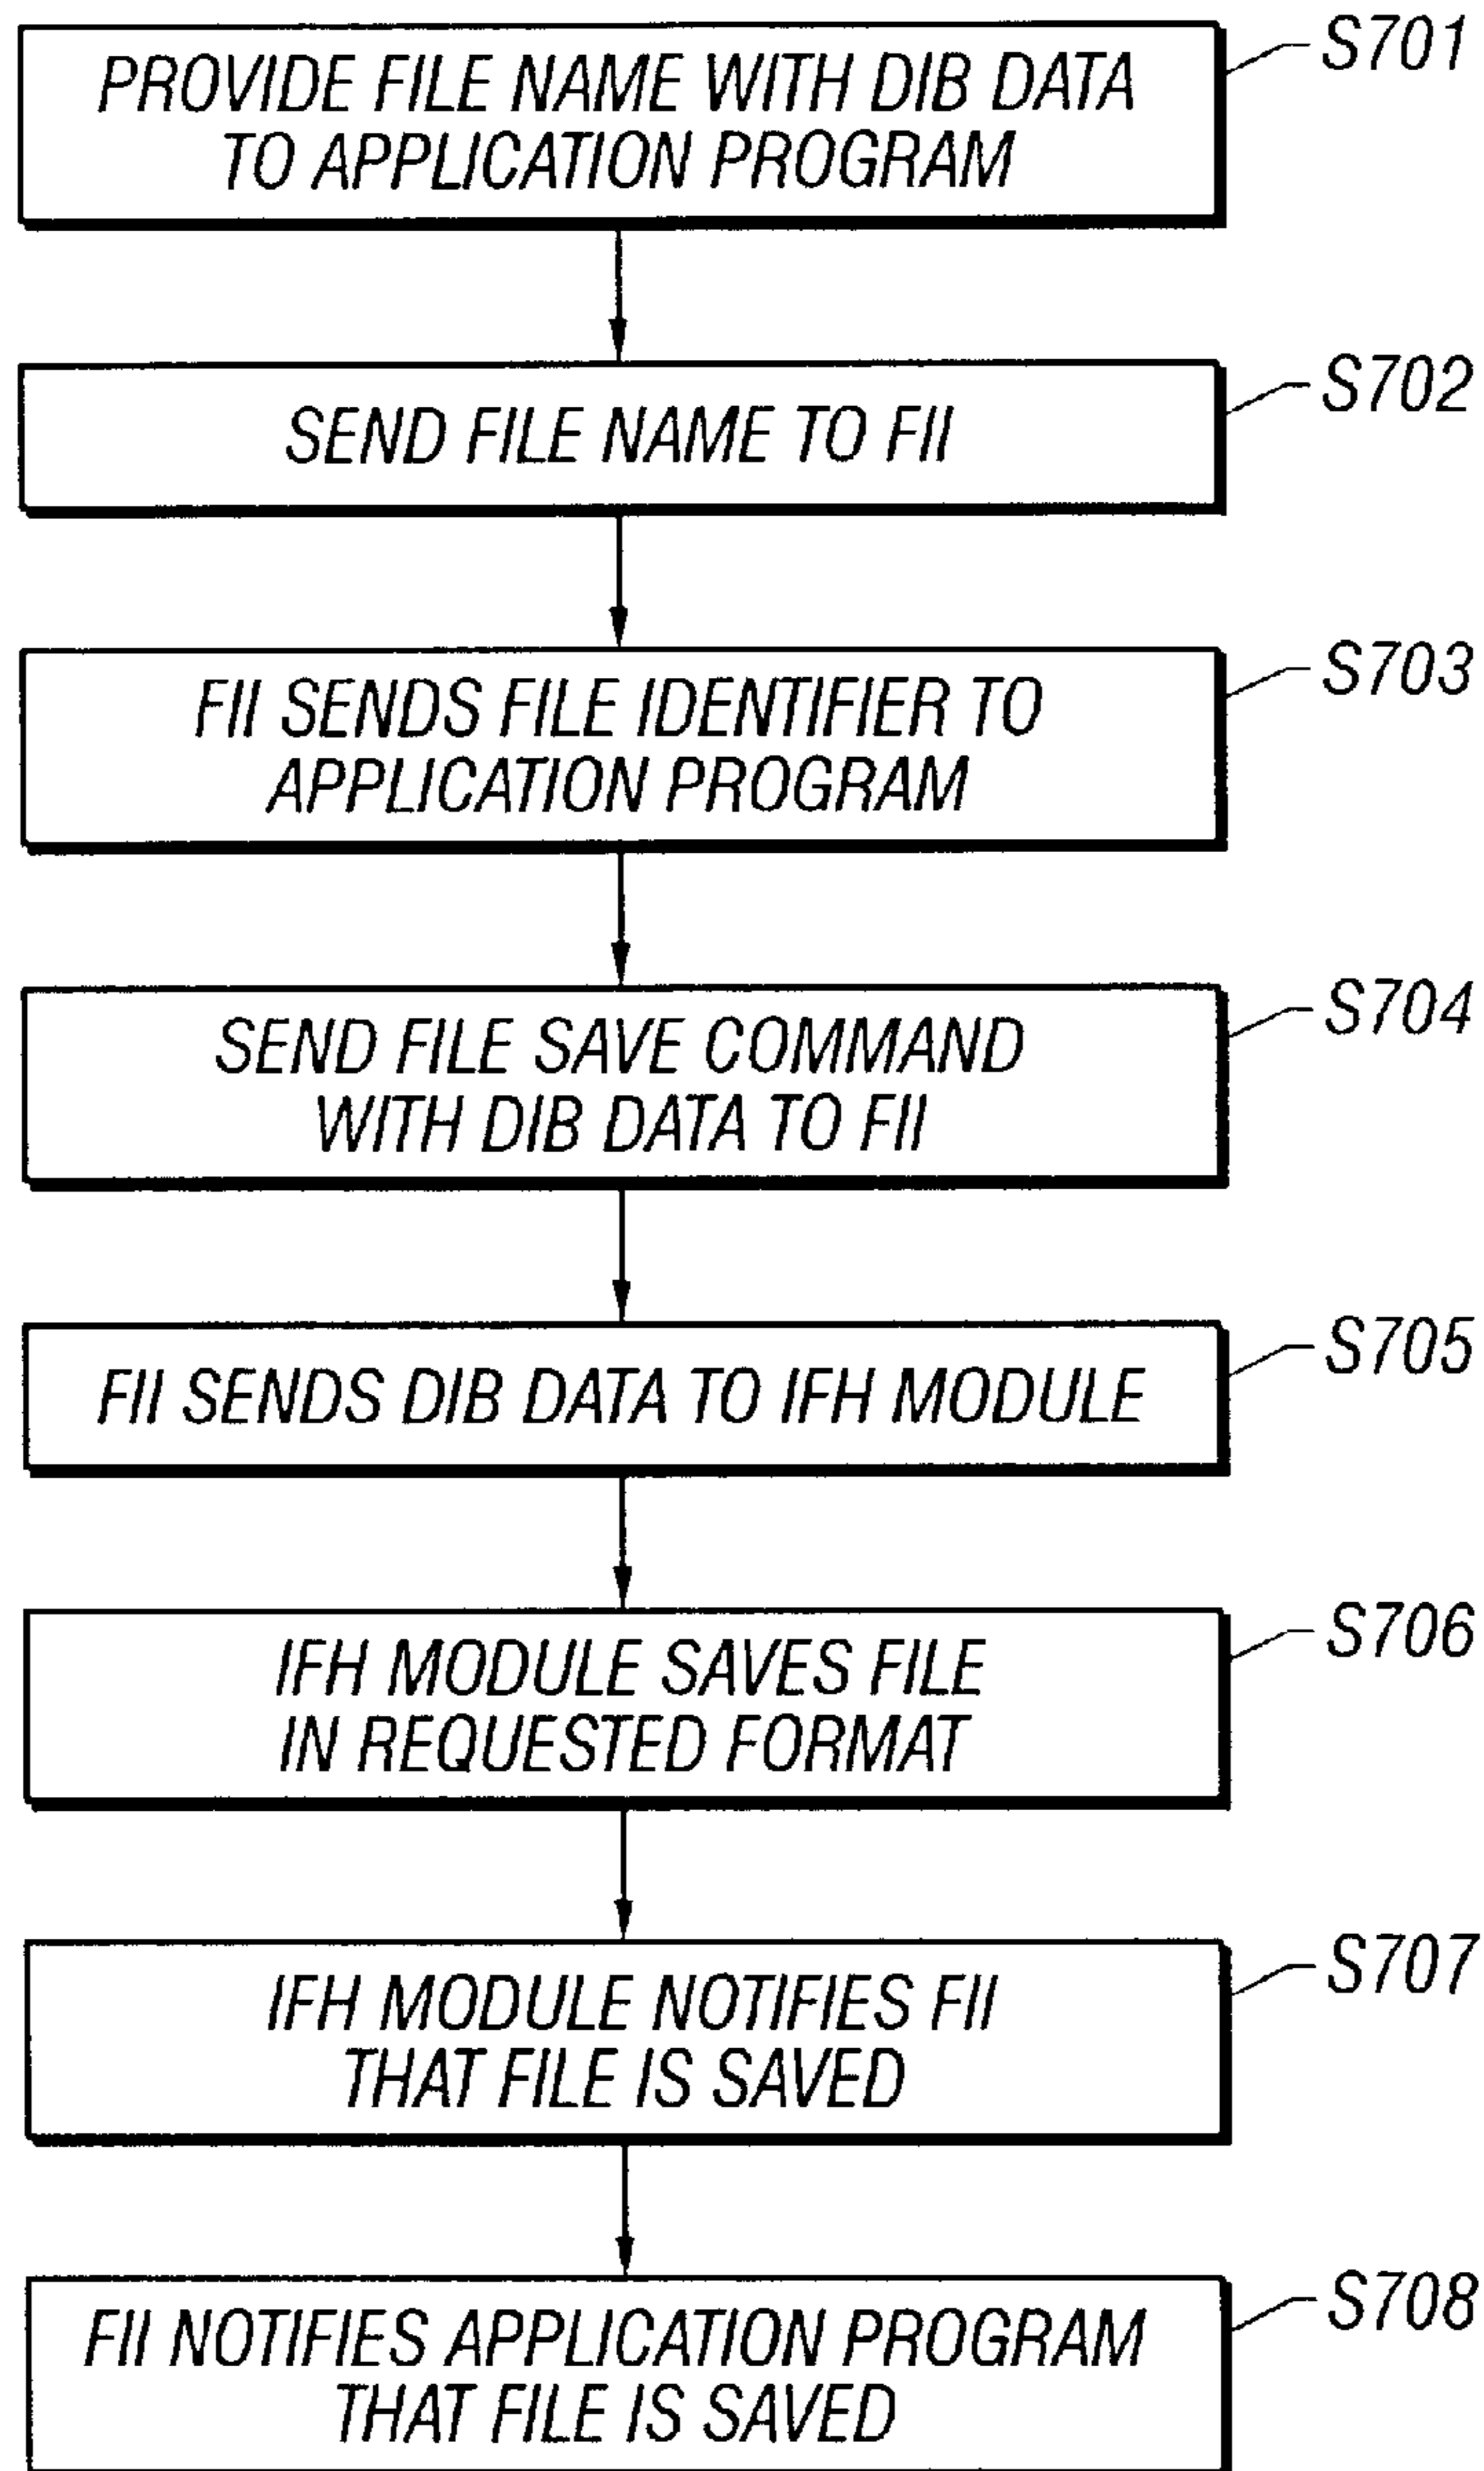 PROVIDE FILE NAME WITH DIB DATA
TO APPLICATION PROGRAM
S701
SEND FILE NAME TO FII
S702
FII SENDS FILE IDENTIFIER TO
APPLICATION PROGRAM
S703
SEND FILE SAVE COMMAND
WITH DIB DATA TO FII
S704
FII SENDS DIB DATA TO IFH MODULE
S705
IFH MODULE SAVES FILE
IN REQUESTED FORMAT
S706
IFH MODULE NOTIFIES FII
THAT FILE IS SAVED
S707
FII NOTIFIES APPLICATION PROGRAM
THAT FILE IS SAVED
S708